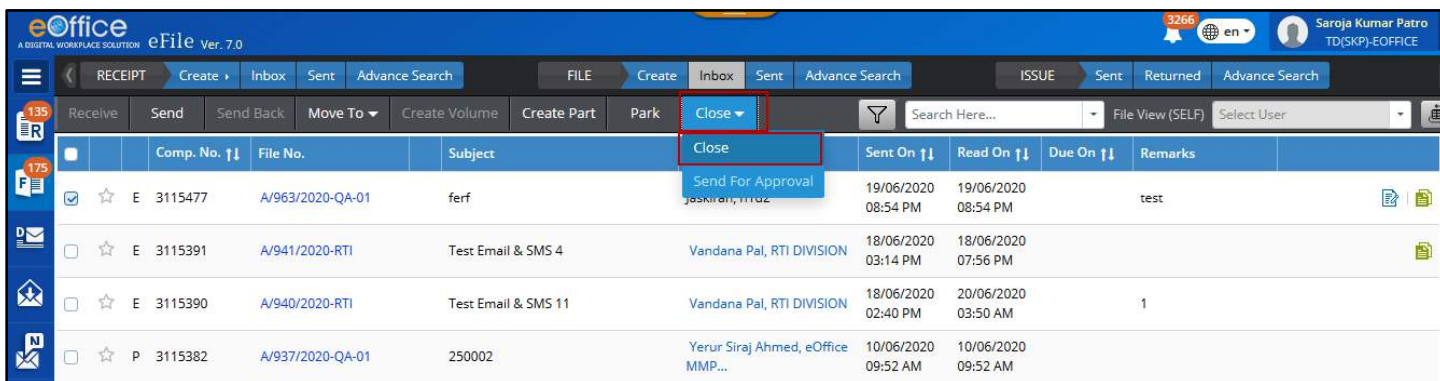 eOffice
A DIGITAL WORKPLACE SOLUTION eFile Ver. 7.0
3266
en
Saroja Kumar Patro
TD(SKP)-EOFFICE
RECEIPT Create Inbox Sent Advance Search FILE Create Inbox Sent Advance Search ISSUE Sent Returned Advance Search
135
R
Receive Send Send Back Move To Create Volume Create Part Park Close Search Here... File View (SELF) Select User
Close
Send For Approval
Comp. No. File No. Subject Sent On Read On Due On Remarks
175
F
E 3115477 A/963/2020-QA-01 ferf 19/06/2020 08:54 PM 19/06/2020 08:54 PM test
D
E 3115391 A/941/2020-RTI Test Email & SMS 4 Vandana Pal, RTI DIVISION 18/06/2020 03:14 PM 18/06/2020 07:56 PM
E 3115390 A/940/2020-RTI Test Email & SMS 11 Vandana Pal, RTI DIVISION 18/06/2020 02:40 PM 20/06/2020 03:50 AM 1
N
P 3115382 A/937/2020-QA-01 250002 Yerur Siraj Ahmed, eOffice MMP... 10/06/2020 09:52 AM 10/06/2020 09:52 AM